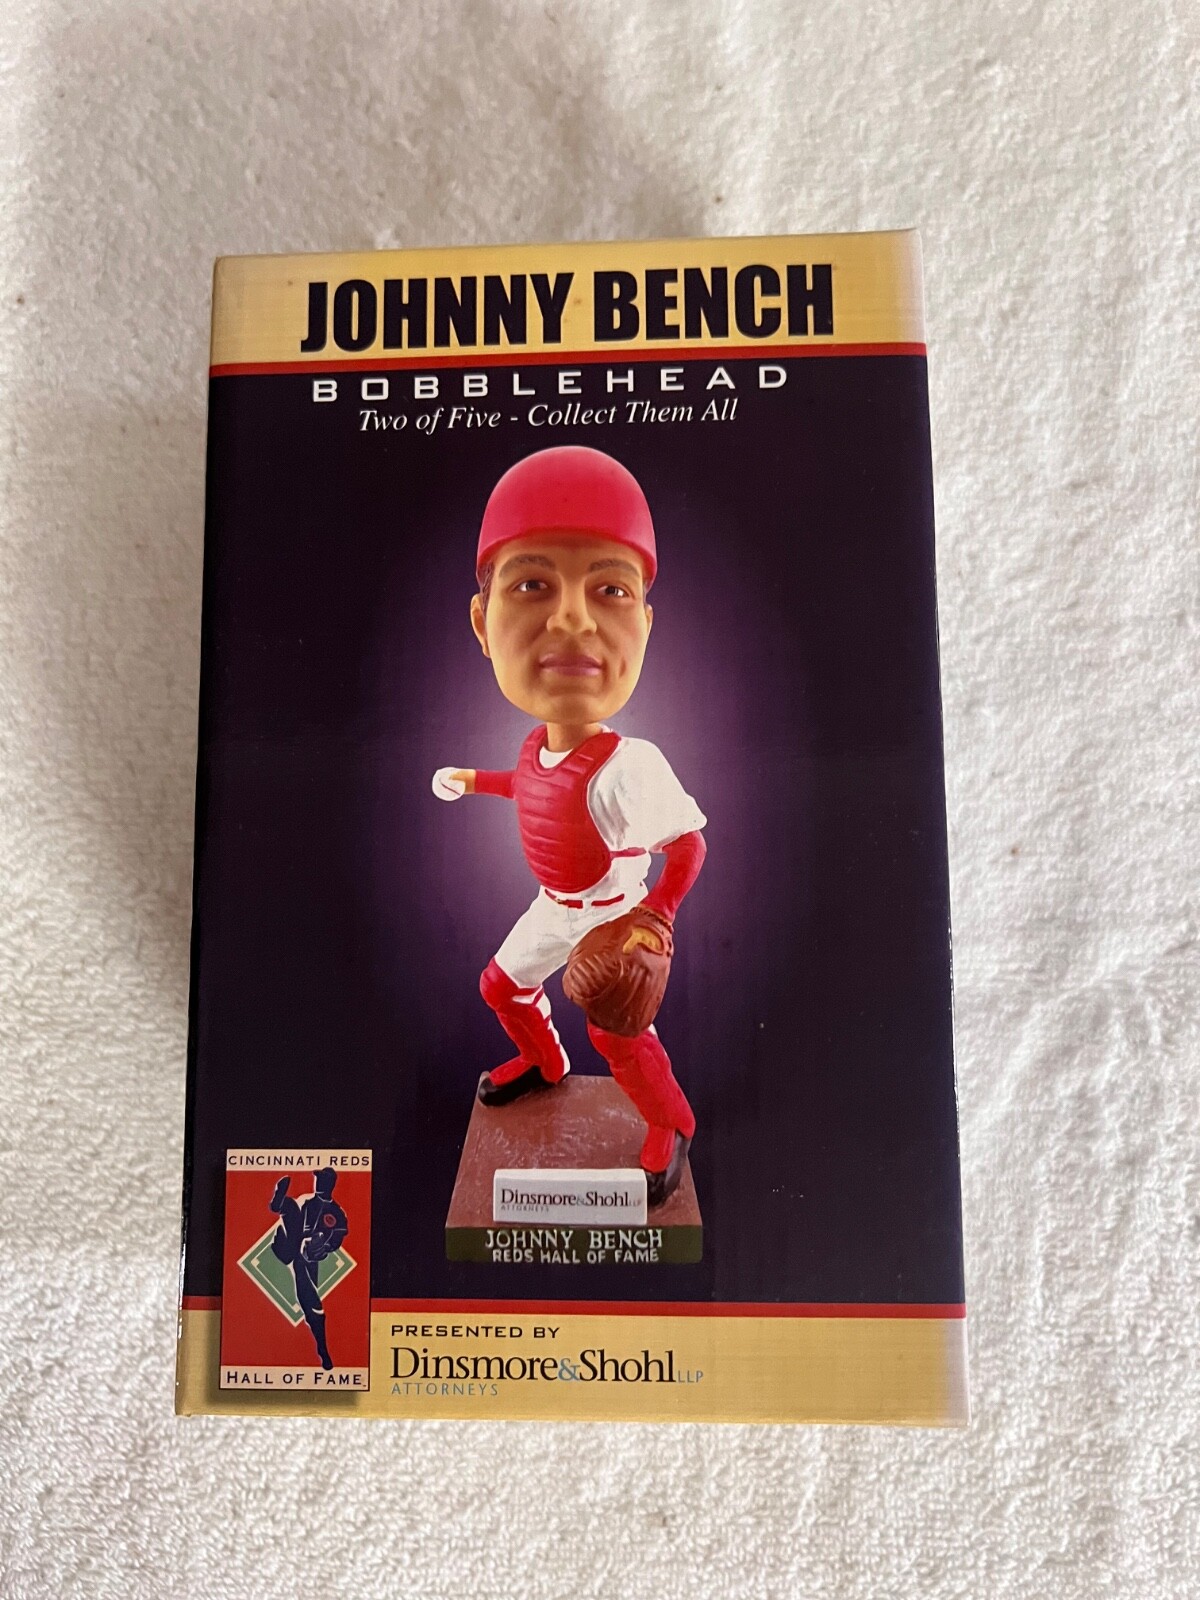 JOHNNY BENCH
BOBBLEHEAD
Two of Five - Collect Them All
Dinsmore&Shohl LLP
ATTORNEYS
JOHNNY BENCH
REDS HALL OF FAME
CINCINNATI REDS
HALL OF FAME
PRESENTED BY
Dinsmore&Shohl LLP
ATTORNEYS